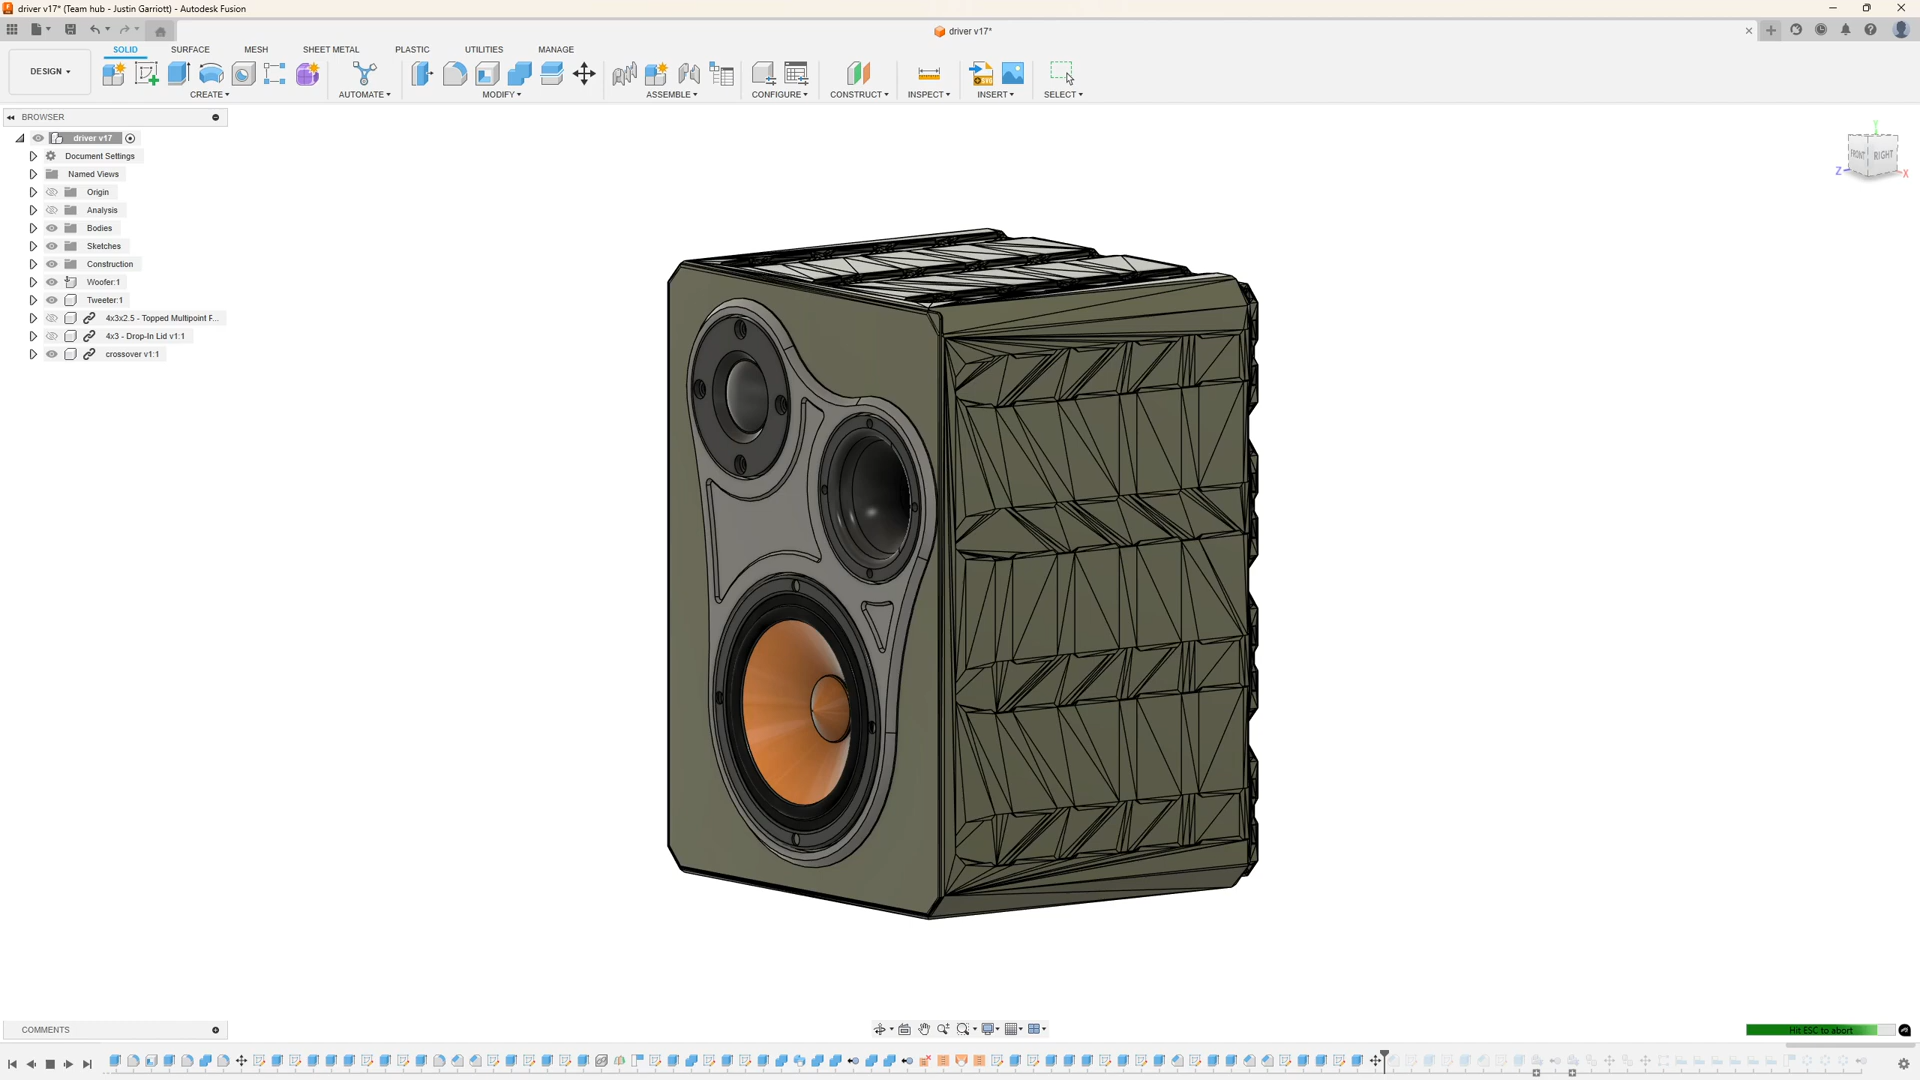 driver v17* (Team hub - Justin Garriott) - Autodesk Fusion
driver v17*
SOLID SURFACE MESH SHEET METAL PLASTIC UTILITIES MANAGE
DESIGN
CREATE AUTOMATE MODIFY ASSEMBLE CONFIGURE CONSTRUCT INSPECT INSERT SELECT
BROWSER
driver v17
Document Settings
Named Views
Origin
Analysis
Bodies
Sketches
Construction
Woofer:1
Tweeter:1
4x3x2.5 - Topped Multipoint F...
4x3 - Drop-In Lid v1:1
crossover v1:1
Y
FRONT RIGHT
Z X
COMMENTS
Hit ESC to abort